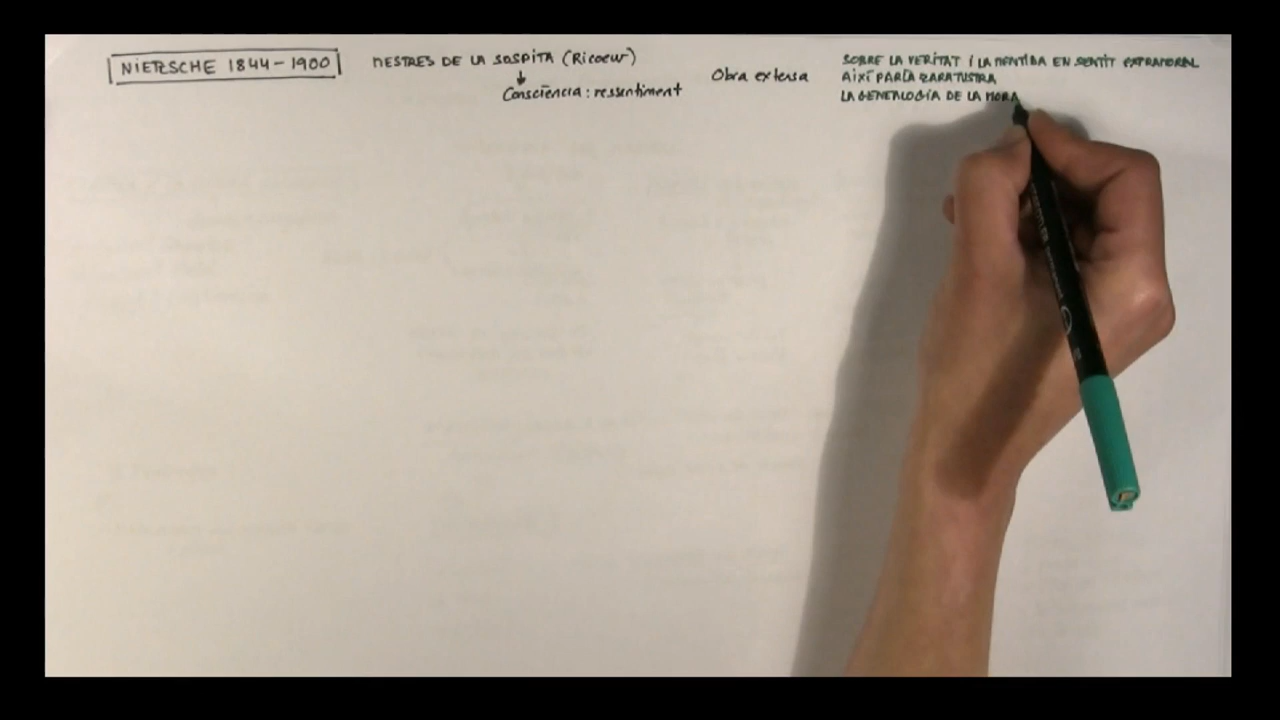 NIETZSCHE 1844-1900
MESTRES DE LA SOSPITA (Ricoeur)
↓
Consciència: ressentiment
Obra extensa
SOBRE LA VERITAT I LA MENTIDA EN SENTIT EXTRAMORAL
AIXÍ PARLÀ ZARATUSTRA
LA GENEALOGÍA DE LA MORA